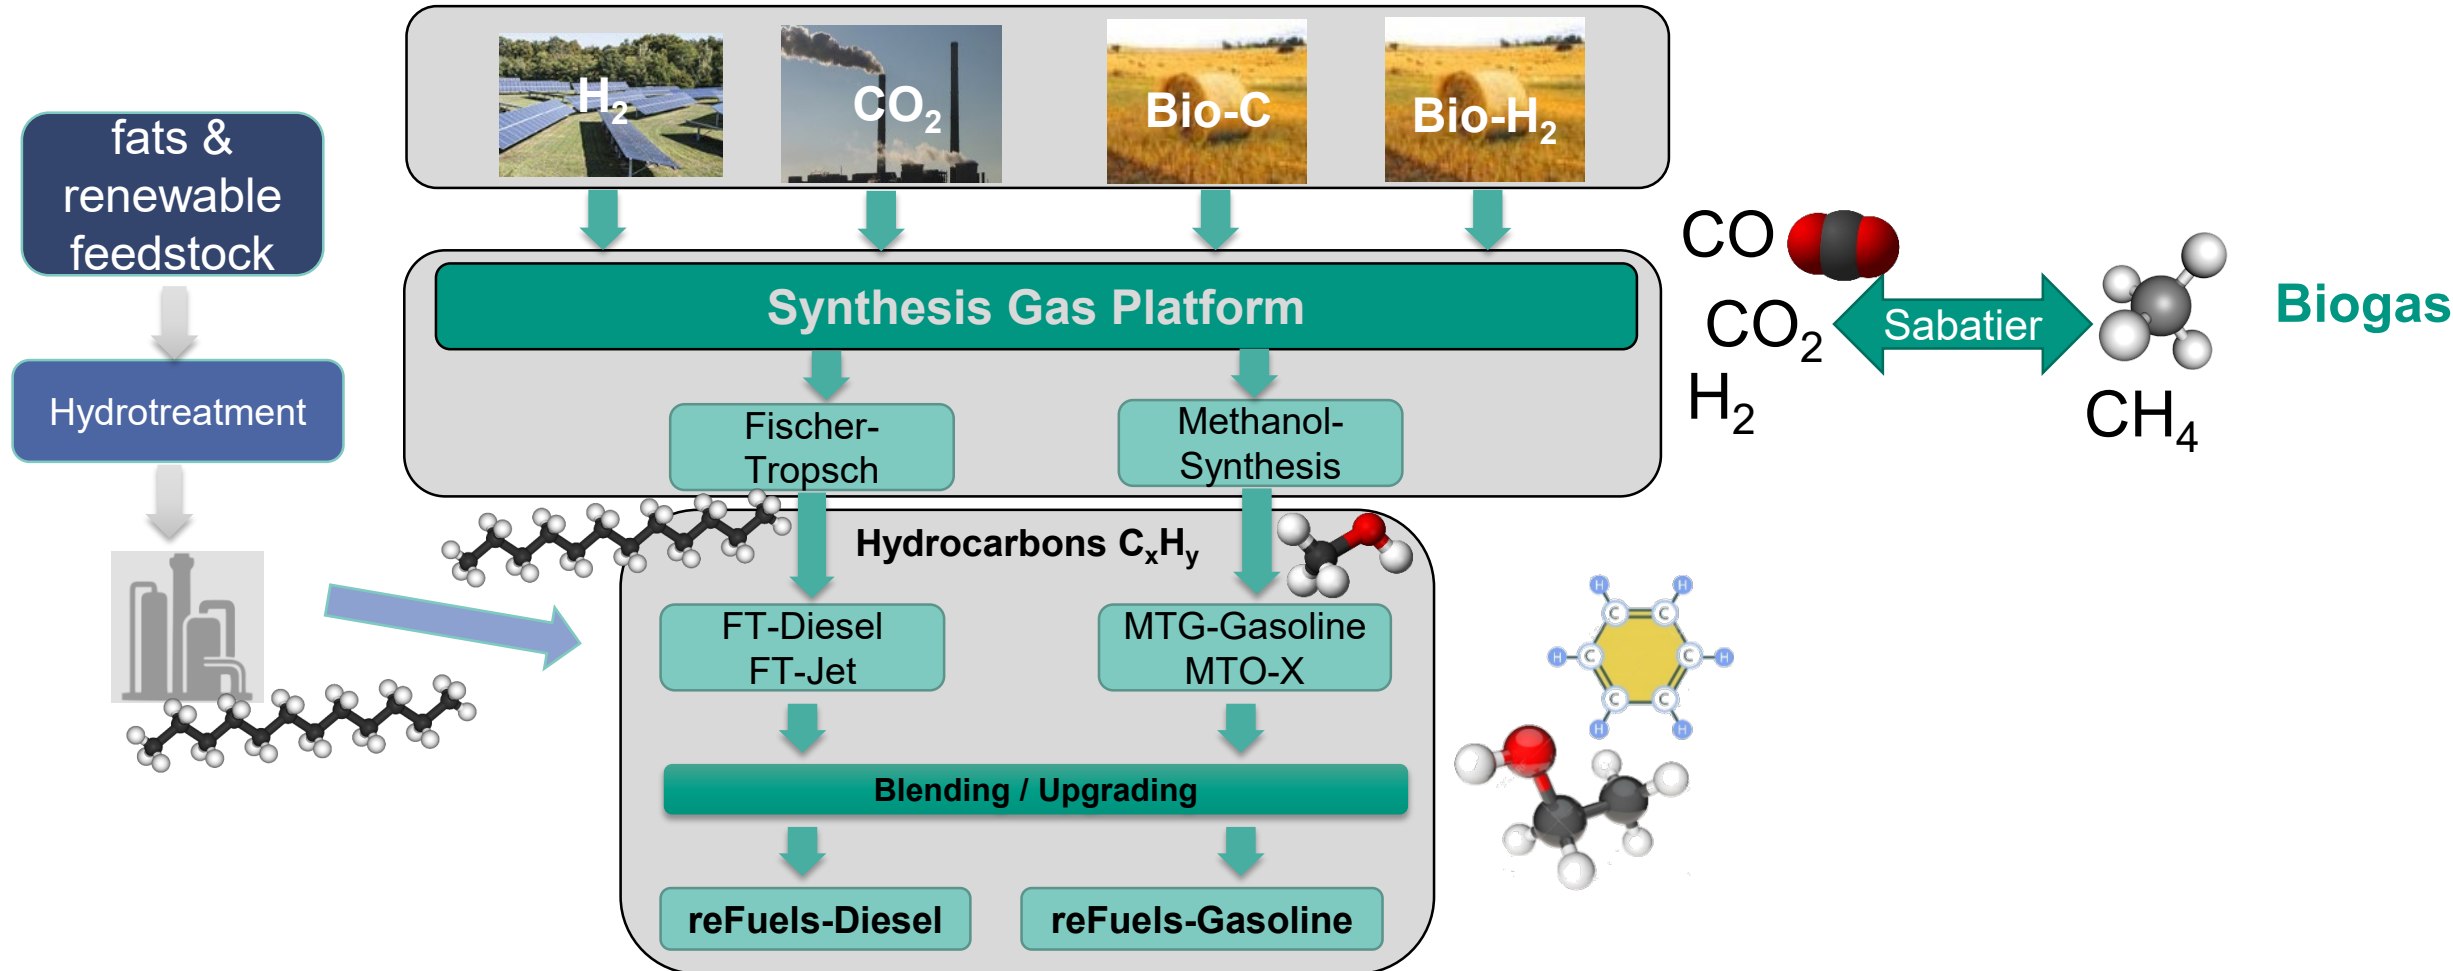 H₂
CO₂
Bio-C
Bio-H₂
fats &
renewable
feedstock
Hydrotreatment
Synthesis Gas Platform
Fischer-
Tropsch
Methanol-
Synthesis
CO
CO₂
H₂
Sabatier
CH₄
Biogas
Hydrocarbons CₓHᵧ
FT-Diesel
FT-Jet
MTG-Gasoline
MTO-X
Blending / Upgrading
reFuels-Diesel
reFuels-Gasoline
H
H
C
C
H
C
C
H
C
C
H
H